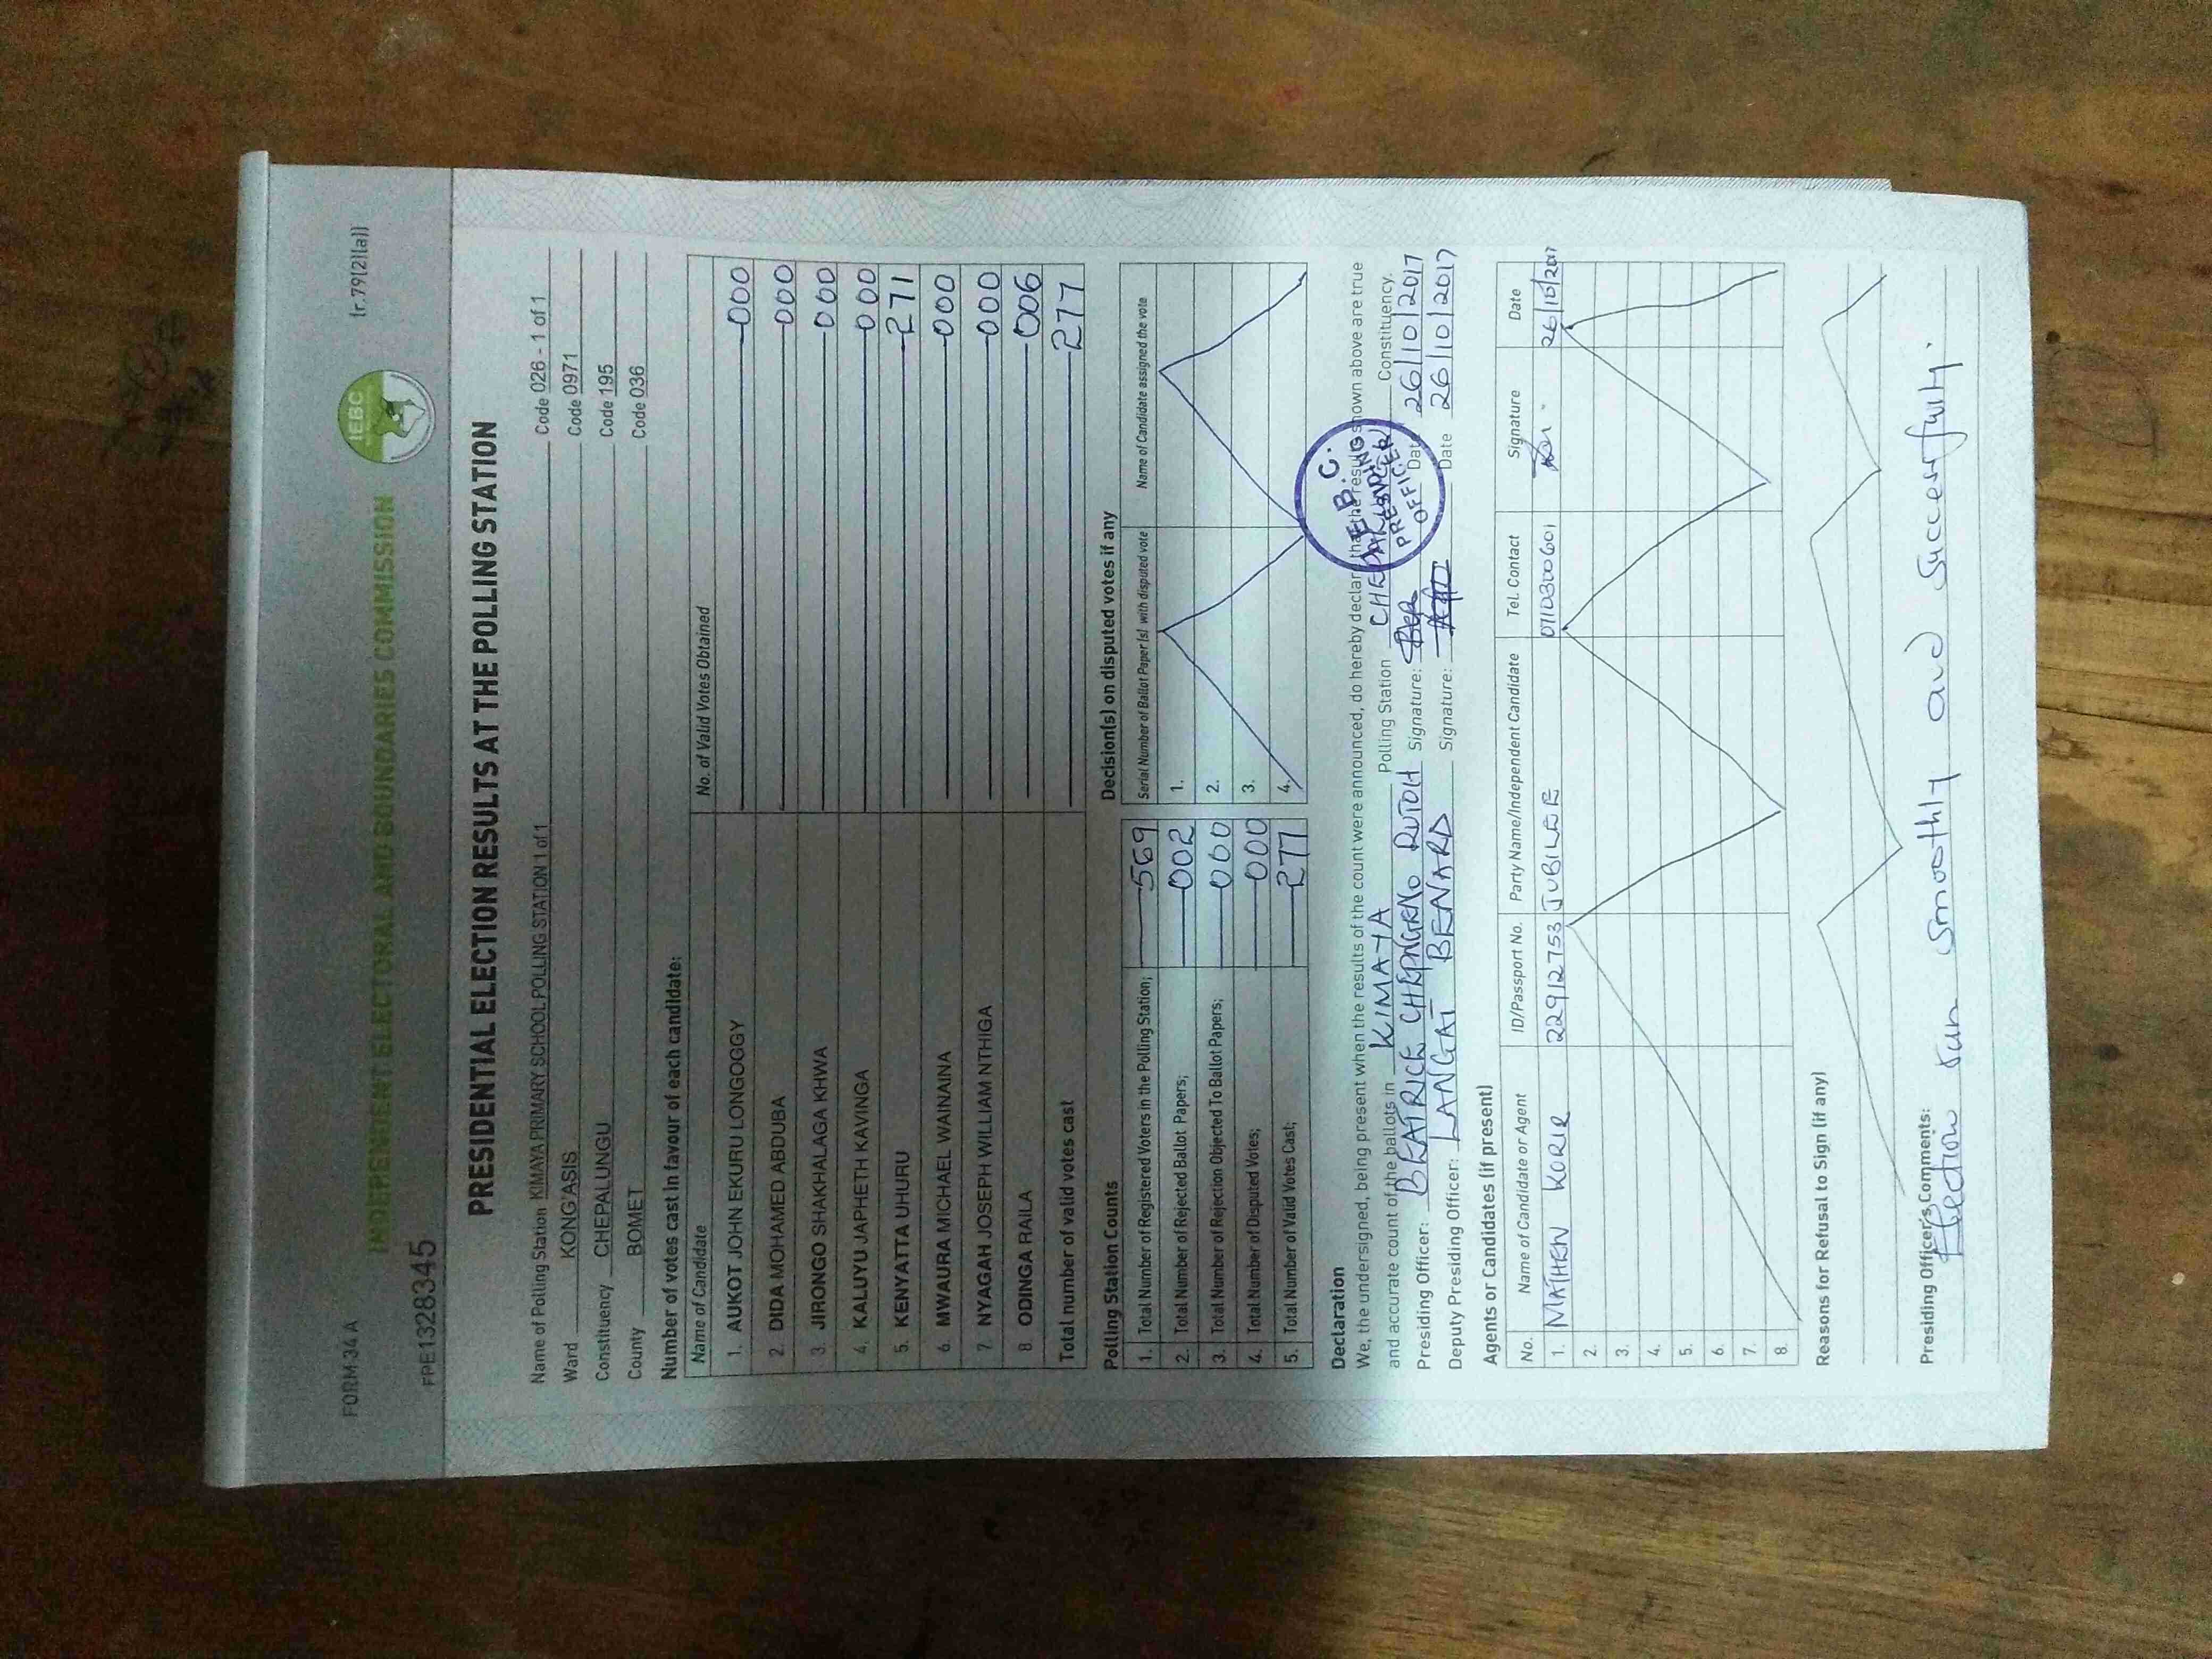 FORM 34 A
(r.79(2)(a))
IEBC
INDEPENDENT ELECTORAL AND BOUNDARIES COMMISSION
FPE1328345
PRESIDENTIAL ELECTION RESULTS AT THE POLLING STATION
Name of Polling Station KIMAYA PRIMARY SCHOOL POLLING STATION 1 of 1 Code 026 - 1 of 1
Ward KONG'ASIS Code 0971
Constituency CHEPALUNGU Code 195
County BOMET Code 036
Number of votes cast in favour of each candidate:
Name of Candidate No. of Valid Votes Obtained
1. AUKOT JOHN EKURU LONGOGGY 000
2. DIDA MOHAMED ABDUBA 000
3. JIRONGO SHAKHALAGA KHWA 000
4. KALUYU JAPHETH KAVINGA 000
5. KENYATTA UHURU 271
6. MWAURA MICHAEL WAINAINA 000
7. NYAGAH JOSEPH WILLIAM NTHIGA 000
8 ODINGA RAILA 006
Total number of valid votes cast 277
Polling Station Counts
1. Total Number of Registered Voters in the Polling Station; 569
2. Total Number of Rejected Ballot Papers; 002
3. Total Number of Rejection Objected To Ballot Papers; 000
4. Total Number of Disputed Votes; 000
5. Total Number of Valid Votes Cast; 277
Decision(s) on disputed votes if any
Serial Number of Ballot Paper (s) with disputed vote Name of Candidate assigned the vote
1.
2.
3.
4.
Declaration
We, the undersigned, being present when the results of the count were announced, do hereby declare that the results shown above are true
and accurate count of the ballots in KIMAYA Polling Station CHEPALUNGU Constituency.
Presiding Officer: BEATRICE CHEPNGENO RUTOH Signature: Date 26/10/2017
Deputy Presiding Officer: LANGAT BENARD Signature: Date 26/10/2017
I.E.B.C.
PRESIDING
OFFICER
Agents or Candidates (if present)
No. Name of Candidate or Agent ID/Passport No. Party Name/Independent Candidate Tel. Contact Signature Date
1. MATHEW KORIR 22912753 JUBILEE 0710300601 26/10/2017
2.
3.
4.
5.
6.
7.
8.
Reasons for Refusal to Sign (if any)
Presiding Officer's Comments:
Election run smoothly and successfully.